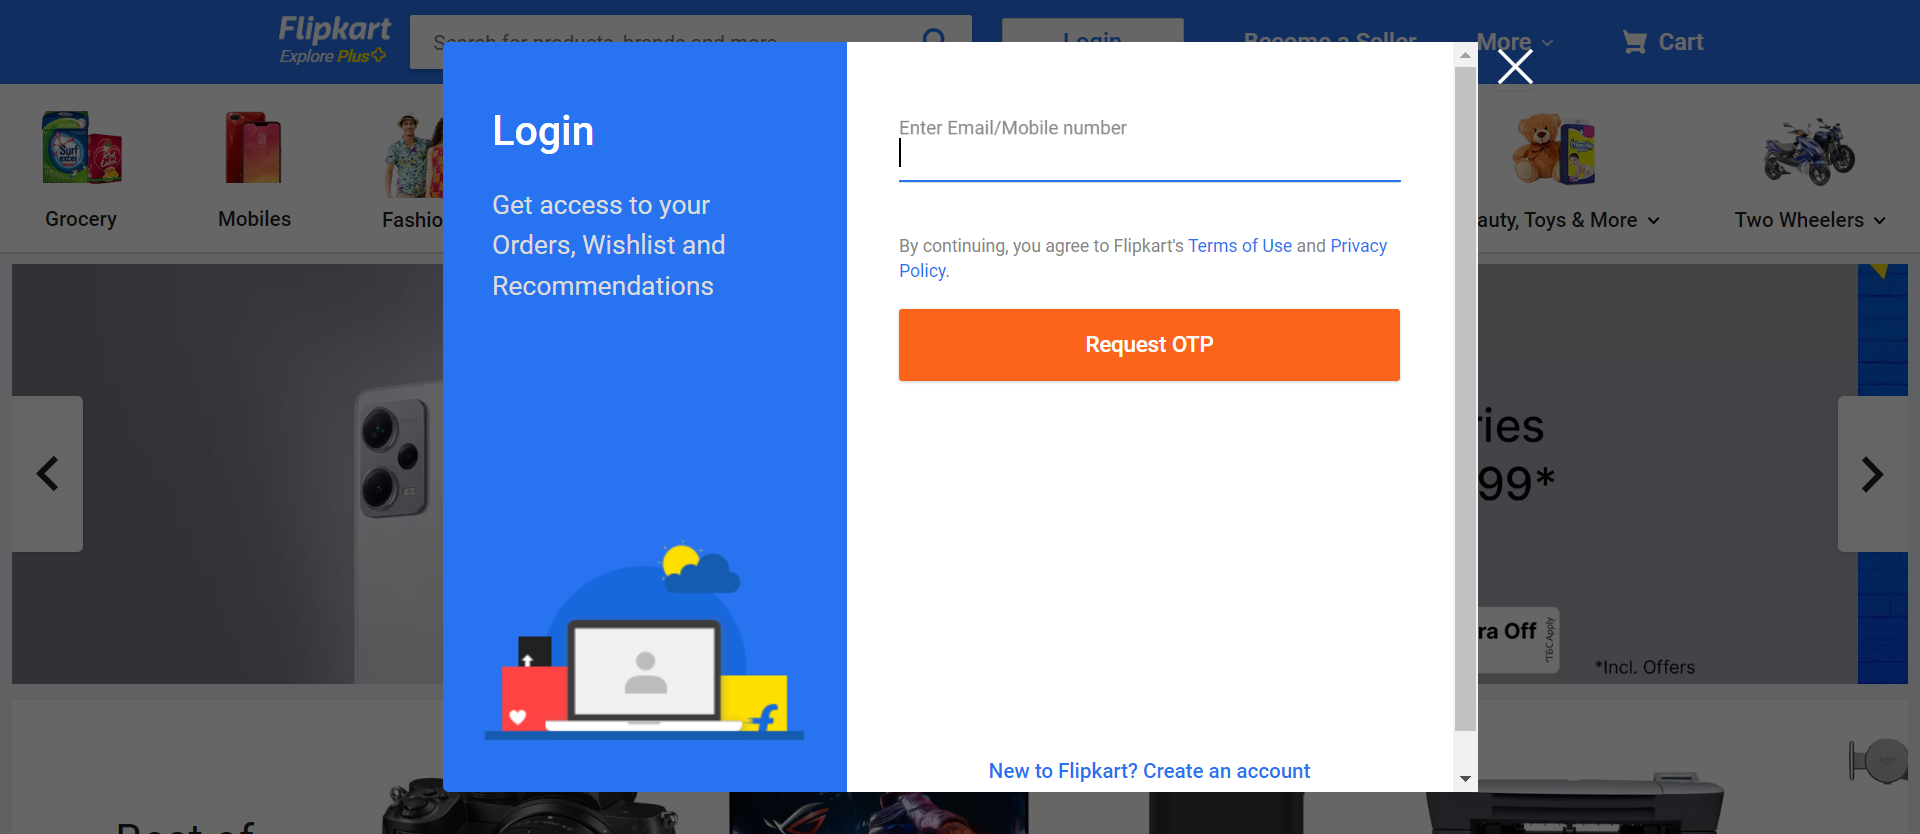 Flipkart
Explore Plus
Search for products, brands and more
Login
Become a Seller
More
Cart
Login
Get access to your
Orders, Wishlist and
Recommendations
Enter Email/Mobile number
By continuing, you agree to Flipkart's Terms of Use and Privacy
Policy.
Request OTP
New to Flipkart? Create an account
Surf
excel
Grocery
Mobiles
Fashio
auty, Toys & More
Two Wheelers
ries
99*
ra Off
*T&C Apply
*Incl. Offers
Best of